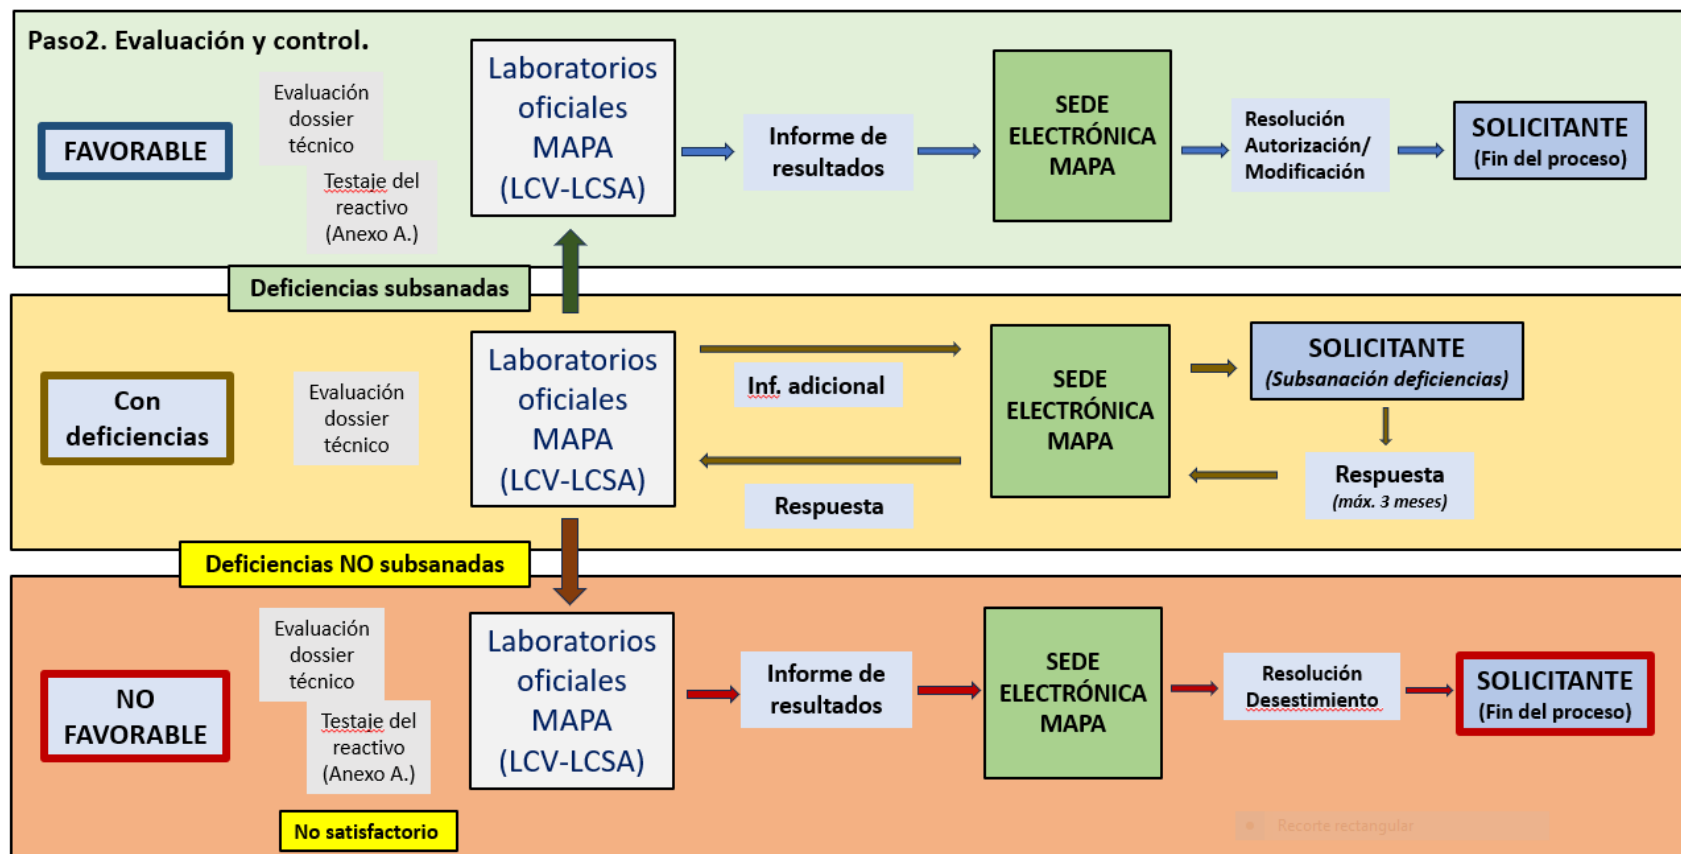 Paso2. Evaluación y control.
FAVORABLE
Evaluación
dossier
técnico
Testaje del
reactivo
(Anexo A.)
Laboratorios
oficiales
MAPA
(LCV-LCSA)
Informe de
resultados
SEDE
ELECTRÓNICA
MAPA
Resolución
Autorización/
Modificación
SOLICITANTE
(Fin del proceso)
Deficiencias subsanadas
Con
deficiencias
Evaluación
dossier
técnico
Laboratorios
oficiales
MAPA
(LCV-LCSA)
Inf. adicional
Respuesta
SEDE
ELECTRÓNICA
MAPA
SOLICITANTE
(Subsanación deficiencias)
Respuesta
(máx. 3 meses)
Deficiencias NO subsanadas
NO
FAVORABLE
Evaluación
dossier
técnico
Testaje del
reactivo
(Anexo A.)
No satisfactorio
Laboratorios
oficiales
MAPA
(LCV-LCSA)
Informe de
resultados
SEDE
ELECTRÓNICA
MAPA
Resolución
Desestimiento
SOLICITANTE
(Fin del proceso)
Recorte rectangular